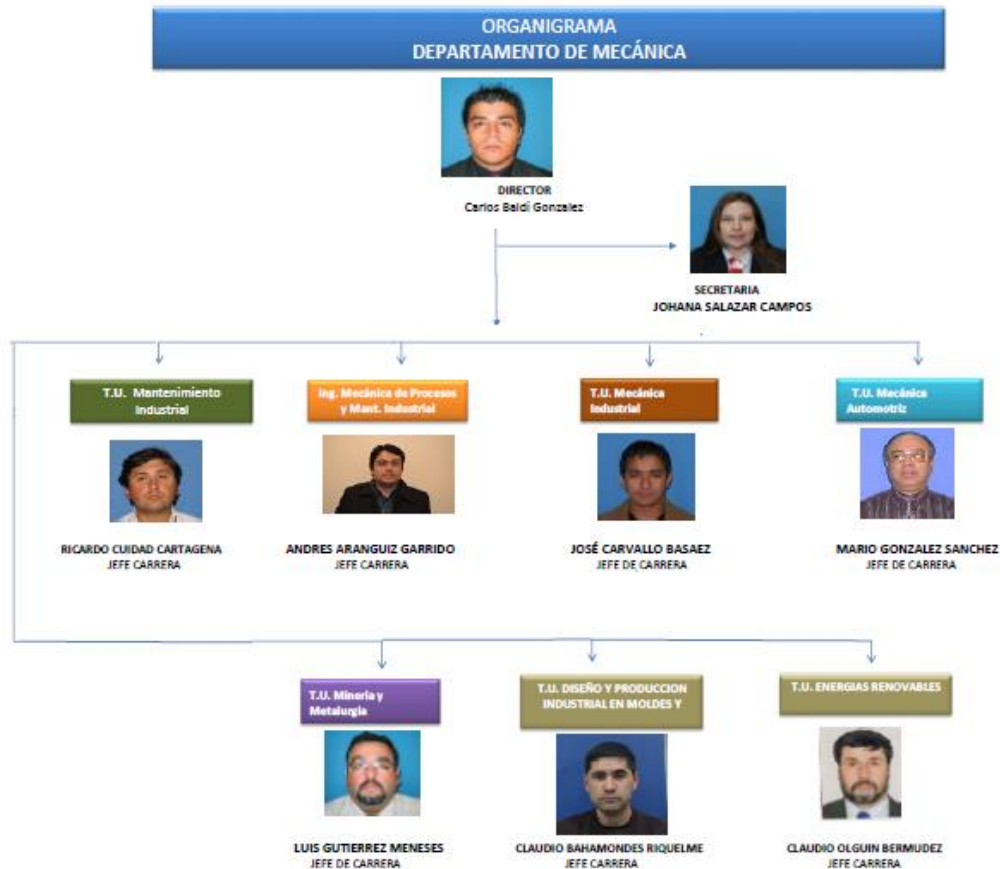 ORGANIGRAMA
DEPARTAMENTO DE MECÁNICA
DIRECTOR
Carlos Baldi Gonzalez
SECRETARIA
JOHANA SALAZAR CAMPOS
T.U. Mantenimiento
Industrial
RICARDO CUIDAD CARTAGENA
JEFE CARRERA
Ing. Mecánica de Procesos
y Mant. Industrial
ANDRES ARANGUIZ GARRIDO
JEFE CARRERA
T.U. Mecánica
Industrial
JOSÉ CARVALLO BASAEZ
JEFE DE CARRERA
T.U. Mecánica
Automotriz
MARIO GONZALEZ SANCHEZ
JEFE DE CARRERA
T.U. Mineria y
Metalurgia
LUIS GUTIERREZ MENESES
JEFE DE CARRERA
T.U. DISEÑO Y PRODUCCION
INDUSTRIAL EN MOLDES Y
CLAUDIO BAHAMONDES RIQUELME
JEFE CARRERA
T.U. ENERGIAS RENOVABLES
CLAUDIO OLGUIN BERMUDEZ
JEFE CARRERA